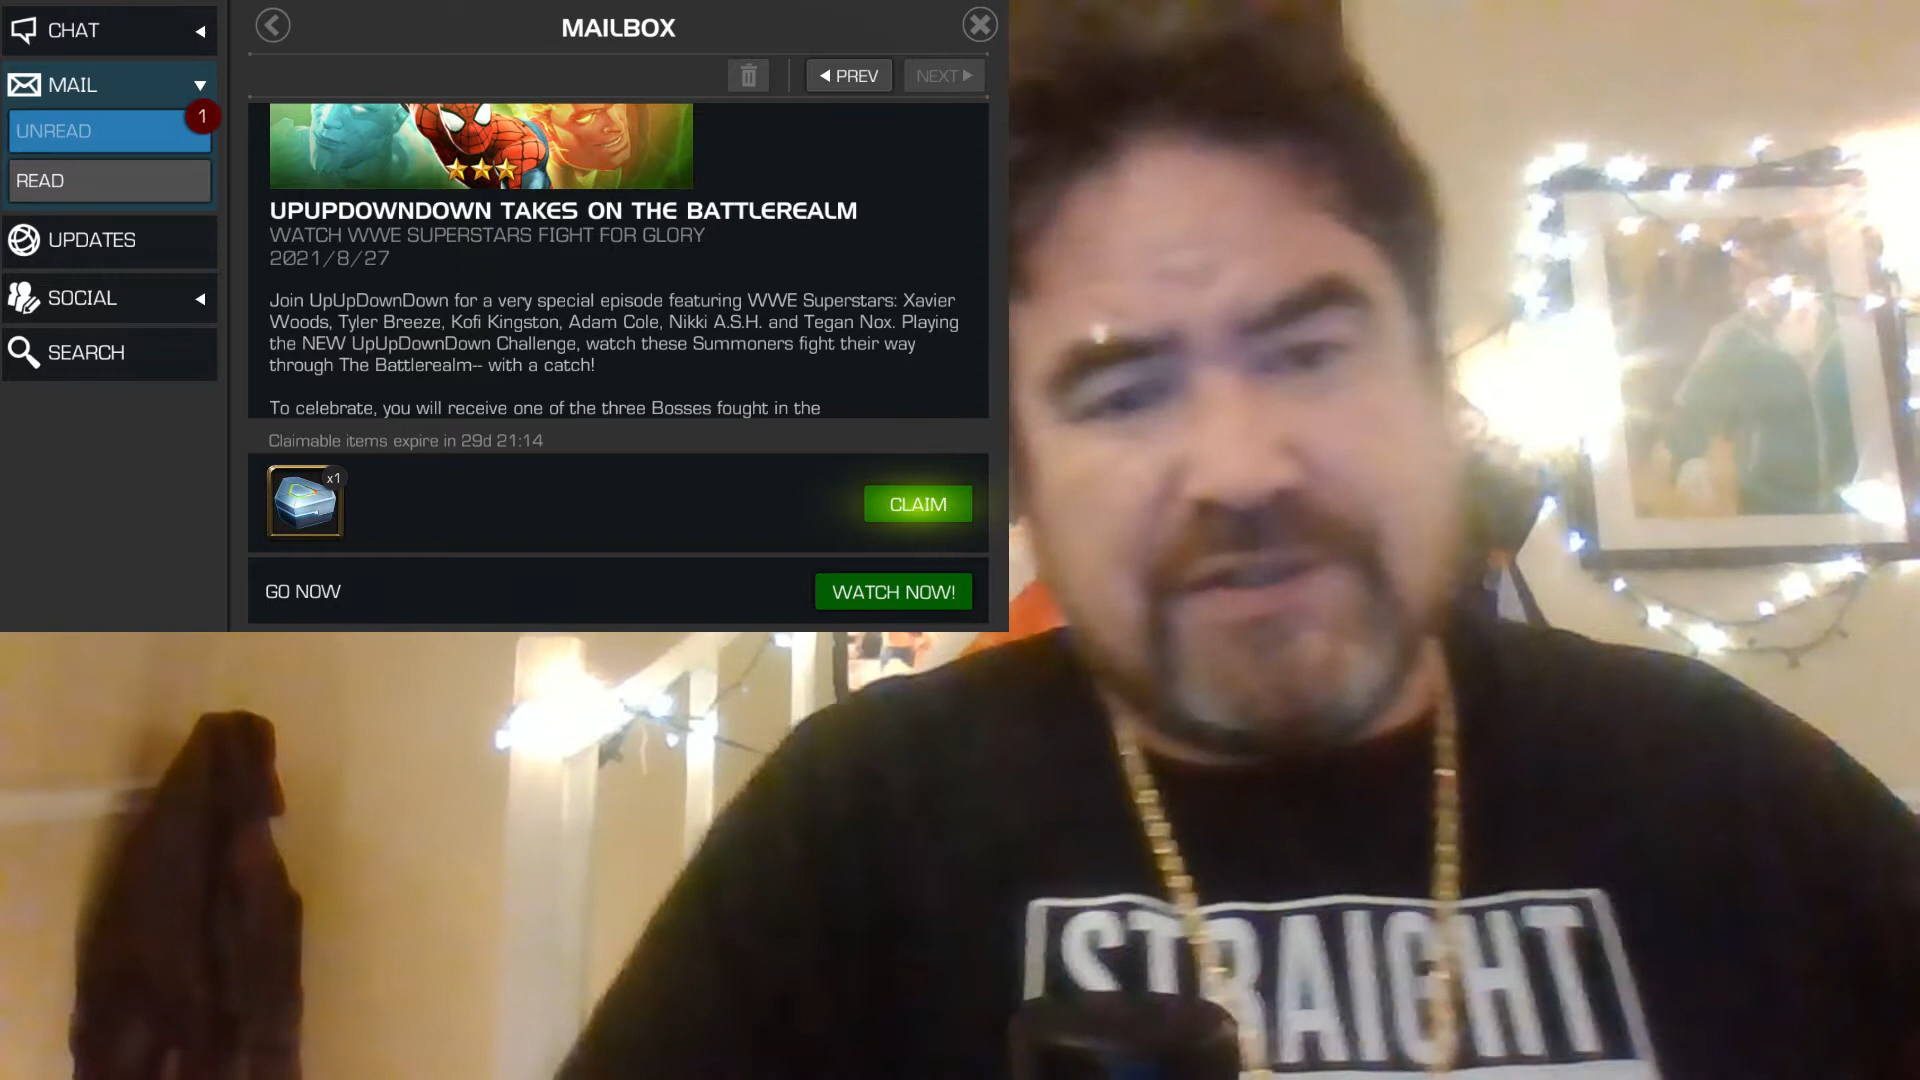 CHAT
MAIL
1
UNREAD
READ
UPDATES
SOCIAL
SEARCH
MAILBOX
PREV
NEXT
UPUPDOWNDOWN TAKES ON THE BATTLEREALM
WATCH WWE SUPERSTARS FIGHT FOR GLORY
2021/8/27
Join UpUpDownDown for a very special episode featuring WWE Superstars: Xavier
Woods, Tyler Breeze, Kofi Kingston, Adam Cole, Nikki A.S.H. and Tegan Nox. Playing
the NEW UpUpDownDown Challenge, watch these Summoners fight their way
through The Battlerealm-- with a catch!
To celebrate, you will receive one of the three Bosses fought in the
Claimable items expire in 29d 21:14
x1
CLAIM
GO NOW
WATCH NOW!
STRAIGHT